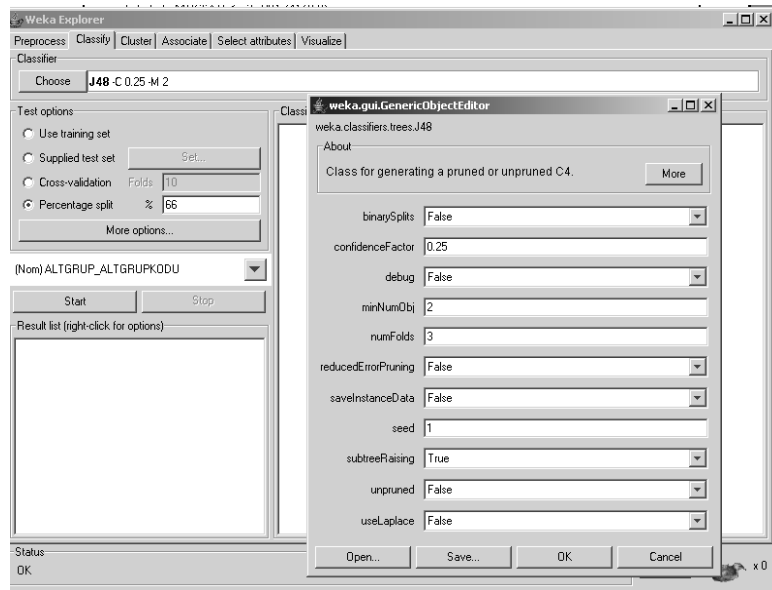 Weka Explorer
Preprocess Classify Cluster Associate Select attributes Visualize
Classifier
Choose J48 -C 0.25 -M 2
Test options
Use training set
Supplied test set Set...
Cross-validation Folds 10
Percentage split % 66
More options...
(Nom) ALTGRUP_ALTGRUPKODU
Start Stop
Result list (right-click for options)
Status
OK
Classi
weka.gui.GenericObjectEditor
weka.classifiers.trees.J48
About
Class for generating a pruned or unpruned C4.
More
binarySplits False
confidenceFactor 0.25
debug False
minNumObj 2
numFolds 3
reducedErrorPruning False
saveInstanceData False
seed 1
subtreeRaising True
unpruned False
useLaplace False
Open... Save... OK Cancel
x 0